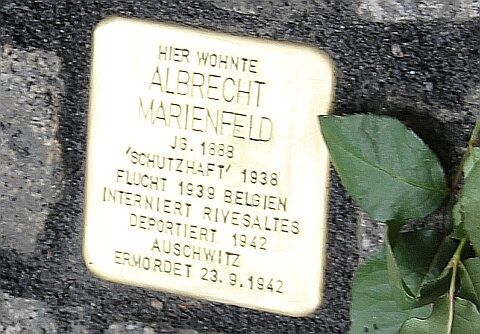 HIER WOHNTE
ALBRECHT
MARIENFELD
JG. 1888
'SCHUTZHAFT' 1938
FLUCHT 1939 BELGIEN
INTERNIERT RIVESALTES
DEPORTIERT 1942
AUSCHWITZ
ERMORDET 23.9.1942